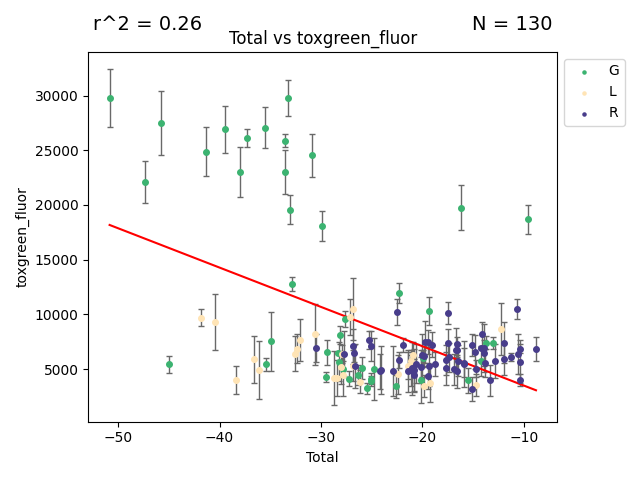 r^2 = 0.26
N = 130
Total vs toxgreen_fluor
G
L
R
30000
25000
20000
15000
10000
5000
toxgreen_fluor
−50
−40
−30
−20
−10
Total